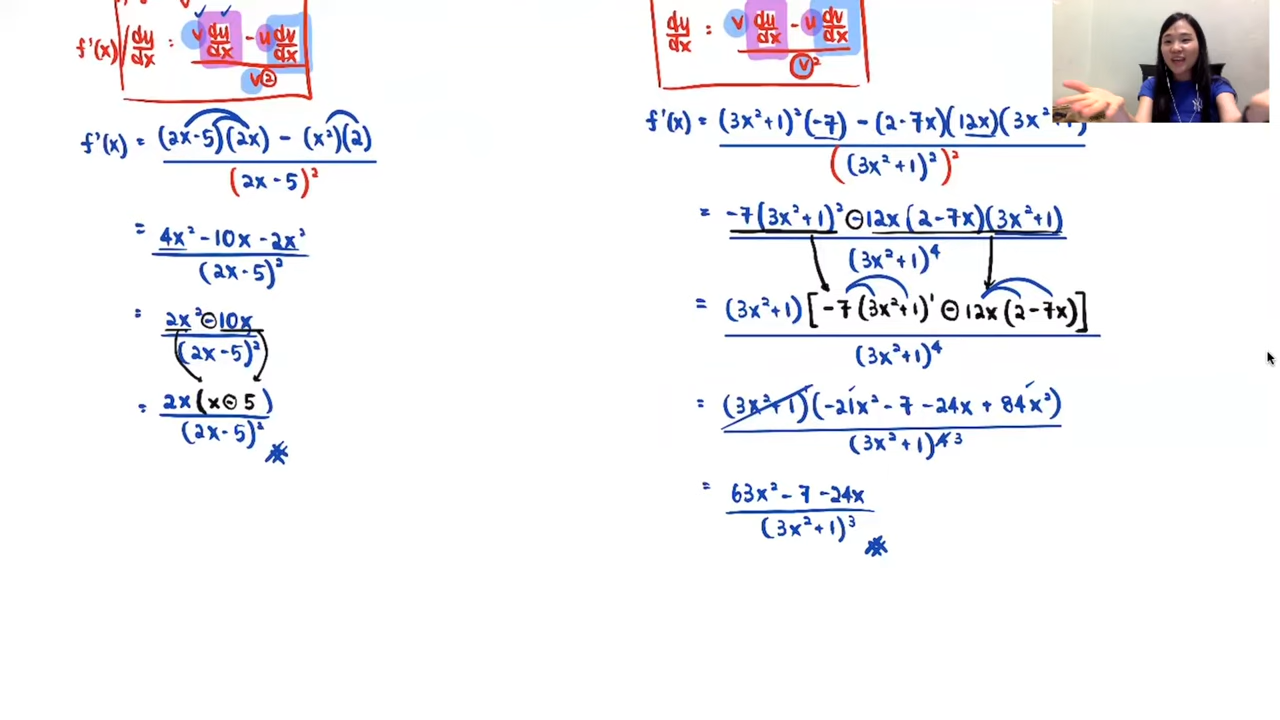 f'(x) / dy/dx = (v du/dx - u dv/dx) / v²
f'(x) = ((2x-5)(2x) - (x²)(2)) / (2x-5)²
= (4x² - 10x - 2x²) / (2x-5)²
= (2x² - 10x) / (2x-5)²
= 2x(x - 5) / (2x-5)²
dy/dx = (v du/dx - u dv/dx) / v²
f'(x) = ((3x²+1)²(-7) - (2-7x)(12x)(3x²+1)) / ((3x²+1)²)²
= (-7(3x²+1)² - 12x(2-7x)(3x²+1)) / (3x²+1)⁴
= (3x²+1)[-7(3x²+1)¹ - 12x(2-7x)] / (3x²+1)⁴
= (3x²+1)(-21x² - 7 - 24x + 84x²) / (3x²+1)⁴ ³
= (63x² - 7 - 24x) / (3x²+1)³